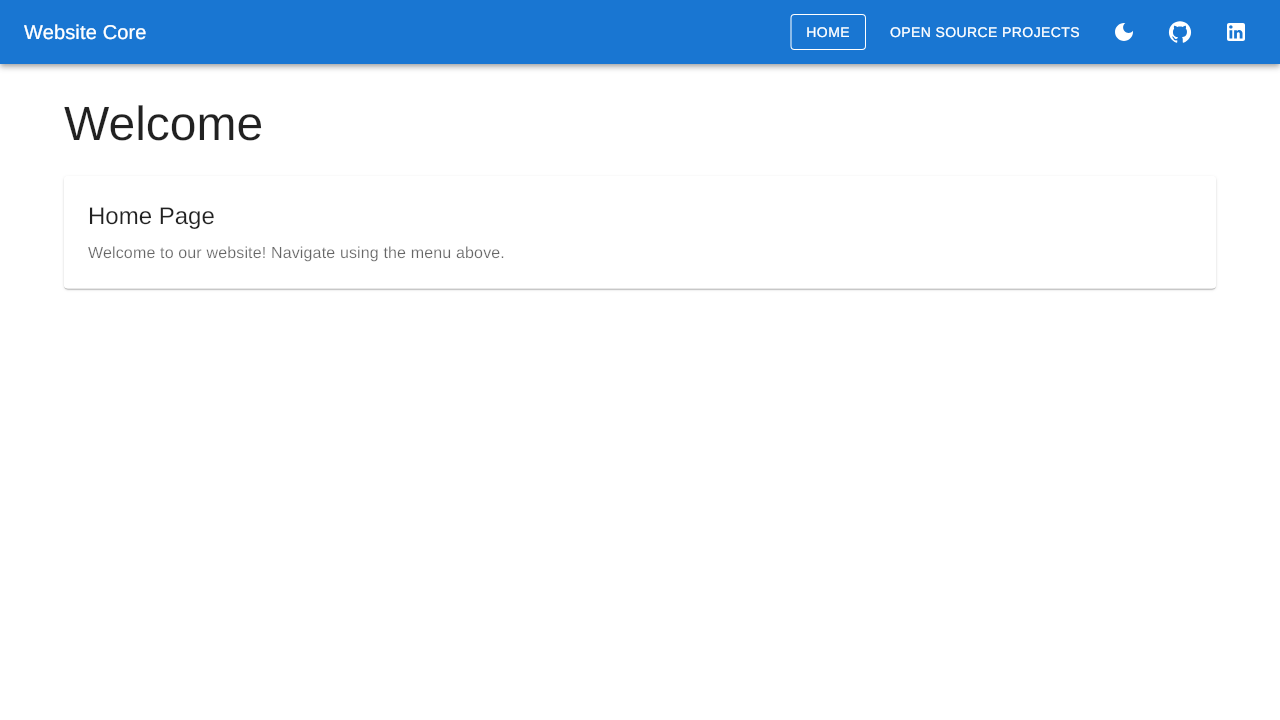 Website Core
HOME
OPEN SOURCE PROJECTS
Welcome
Home Page
Welcome to our website! Navigate using the menu above.